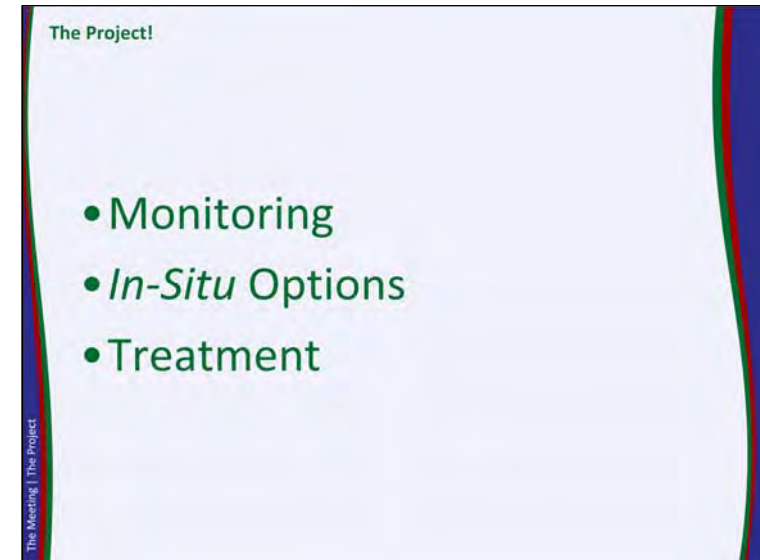 The Project!
•Monitoring
•In-Situ Options
•Treatment
The Meeting | The Project